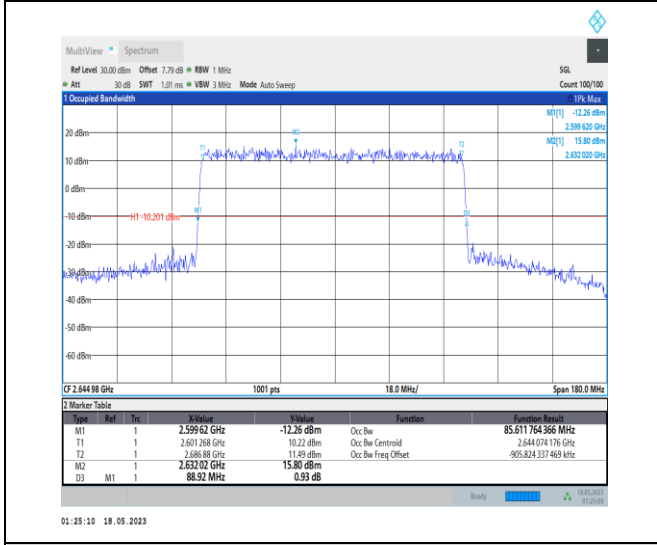 MultiView Spectrum
Ref Level 30.00 dBm Offset 7.79 dB RBW 1 MHz SGL
Att 30 dB SWT 1.01 ms VBW 3 MHz Mode Auto Sweep Count 100/100
1 Occupied Bandwidth 1Pk Max
M1[1] -12.26 dBm
2.599 620 GHz
M2[1] 15.80 dBm
2.632 020 GHz
20 dBm
M2
T1
T2
10 dBm
0 dBm
-10 dBm
H1 -10.201 dBm
M1
D3
-20 dBm
-30 dBm
-40 dBm
-50 dBm
-60 dBm
CF 2.644 98 GHz 1001 pts 18.0 MHz/ Span 180.0 MHz
2 Marker Table
Type Ref Trc X-Value Y-Value Function Function Result
M1 1 2.599 62 GHz -12.26 dBm Occ Bw 85.611 764 366 MHz
T1 1 2.601 268 GHz 10.22 dBm Occ Bw Centroid 2.644 074 176 GHz
T2 1 2.686 88 GHz 11.49 dBm Occ Bw Freq Offset -905.824 337 469 kHz
M2 1 2.632 02 GHz 15.80 dBm
D3 M1 1 88.92 MHz 0.93 dB
Ready 18.05.2023
01:25:09
01:25:10 18.05.2023